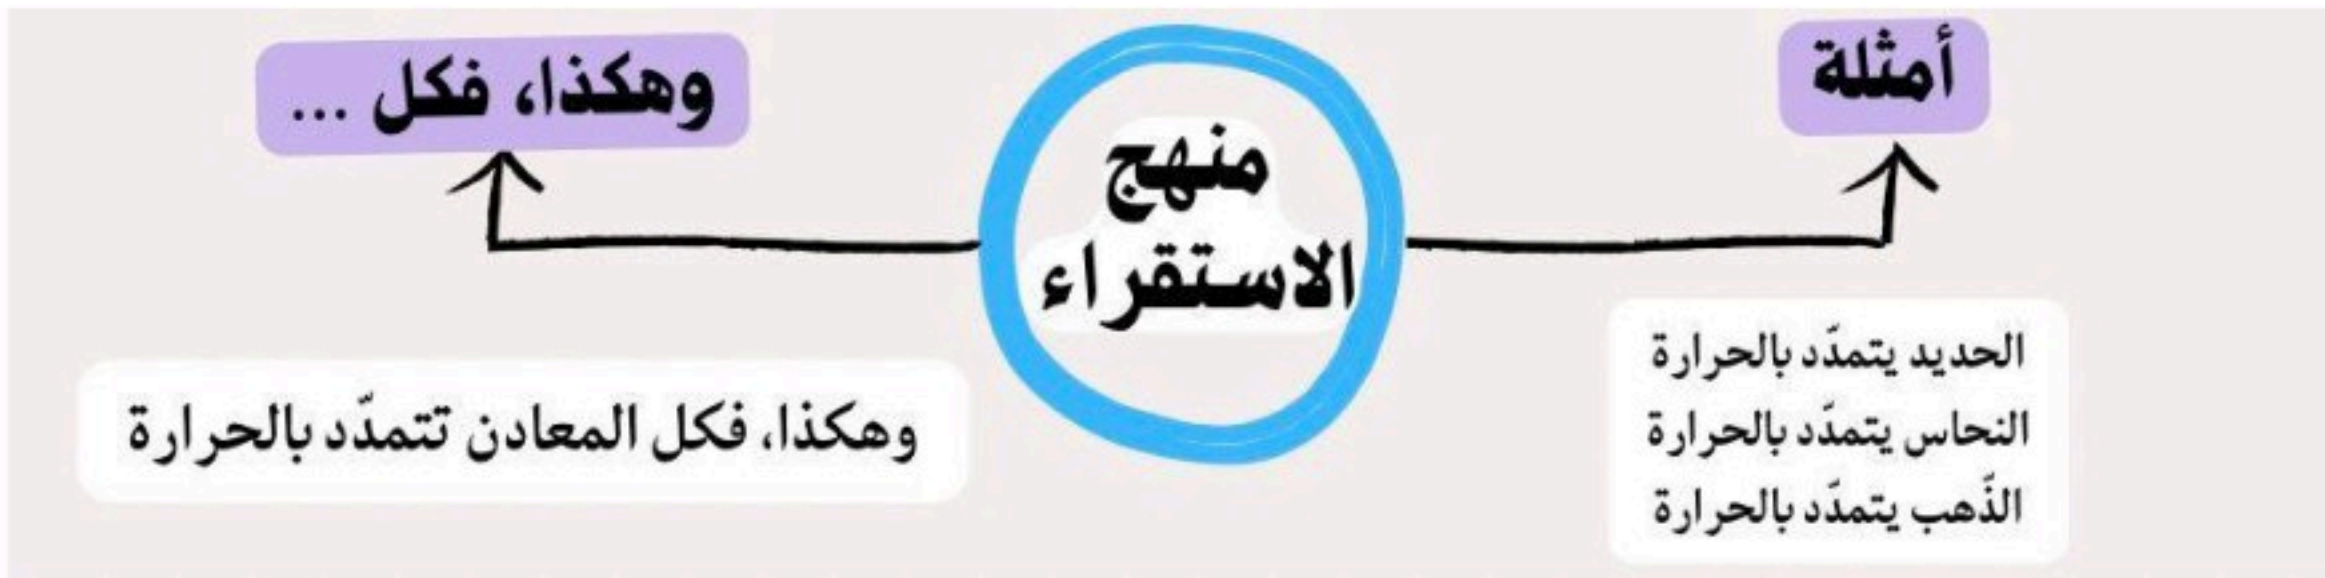 أمثلة
وهكذا، فكل ...
منهج
الاستقراء
الحديد يتمدّد بالحرارة
النحاس يتمدّد بالحرارة
الذّهب يتمدّد بالحرارة
وهكذا، فكل المعادن تتمدّد بالحرارة